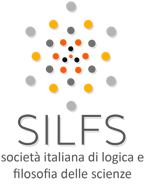 SILFS
società italiana di logica e
filosofia delle scienze